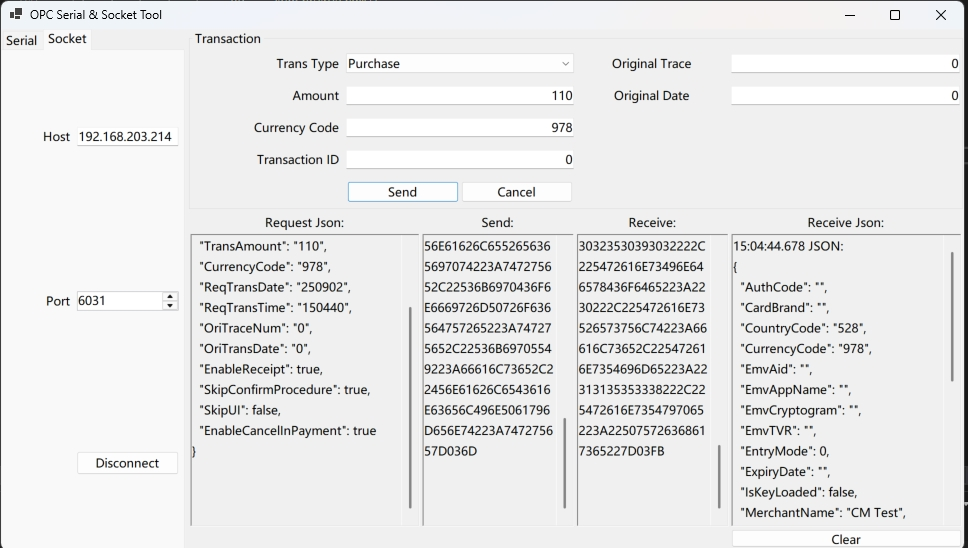 OPC Serial & Socket Tool
Serial
Socket
Host
192.168.203.214
Port
6031
Disconnect
Transaction
Trans Type
Purchase
Original Trace
0
Amount
110
Original Date
0
Currency Code
978
Transaction ID
0
Send
Cancel
Request Json:
"TransAmount": "110",
"CurrencyCode": "978",
"ReqTransDate": "250902",
"ReqTransTime": "150440",
"OriTraceNum": "0",
"OriTransDate": "0",
"EnableReceipt": true,
"SkipConfirmProcedure": true,
"SkipUI": false,
"EnableCancelInPayment": true
}
Send:
56E61626C655265636
5697074223A7472756
52C22536B6970436F6
E6669726D50726F636
564757265223A74727
5652C22536B6970554
9223A66616C73652C2
2456E61626C6543616
E63656C496E5061796
D656E74223A7472756
57D036D
Receive:
30323530393032222C
225472616E73496E64
6578436F6465223A22
30222C225472616E73
526573756C74223A66
616C73652C22547261
6E7354696D65223A22
313135353338222C22
5472616E7354797065
223A22507572636861
7365227D03FB
Receive Json:
15:04:44.678 JSON:
{
"AuthCode": "",
"CardBrand": "",
"CountryCode": "528",
"CurrencyCode": "978",
"EmvAid": "",
"EmvAppName": "",
"EmvCryptogram": "",
"EmvTVR": "",
"EntryMode": 0,
"ExpiryDate": "",
"IsKeyLoaded": false,
"MerchantName": "CM Test",
Clear